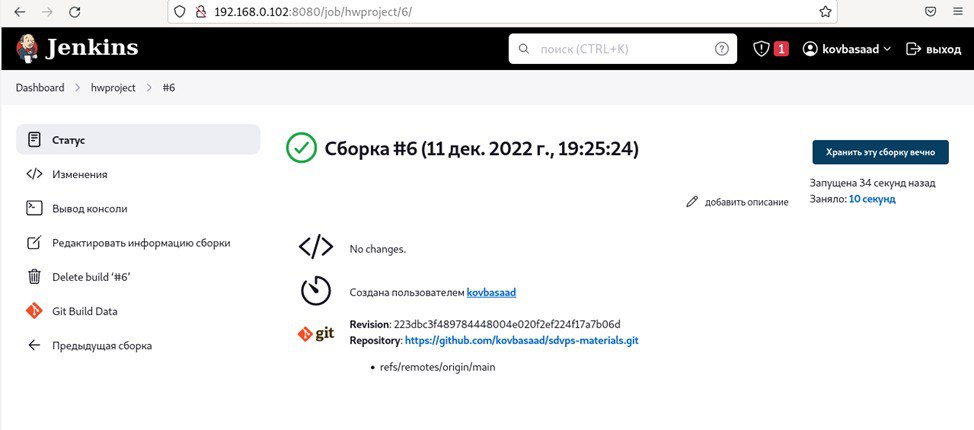 192.168.0.102:8080/job/hwproject/6/
Jenkins
поиск (CTRL+K)
?
1
kovbasaad
выход
Dashboard
hwproject
#6
Статус
Изменения
Вывод консоли
Редактировать информацию сборки
Delete build ‘#6’
Git Build Data
Предыдущая сборка
Сборка #6 (11 дек. 2022 г., 19:25:24)
Хранить эту сборку вечно
Запущена 34 секунд назад
Заняло: 10 секунд
добавить описание
No changes.
Создана пользователем kovbasaad
git
Revision: 223dbc3f489784448004e020f2ef224f17a7b06d
Repository: https://github.com/kovbasaad/sdvps-materials.git
• refs/remotes/origin/main